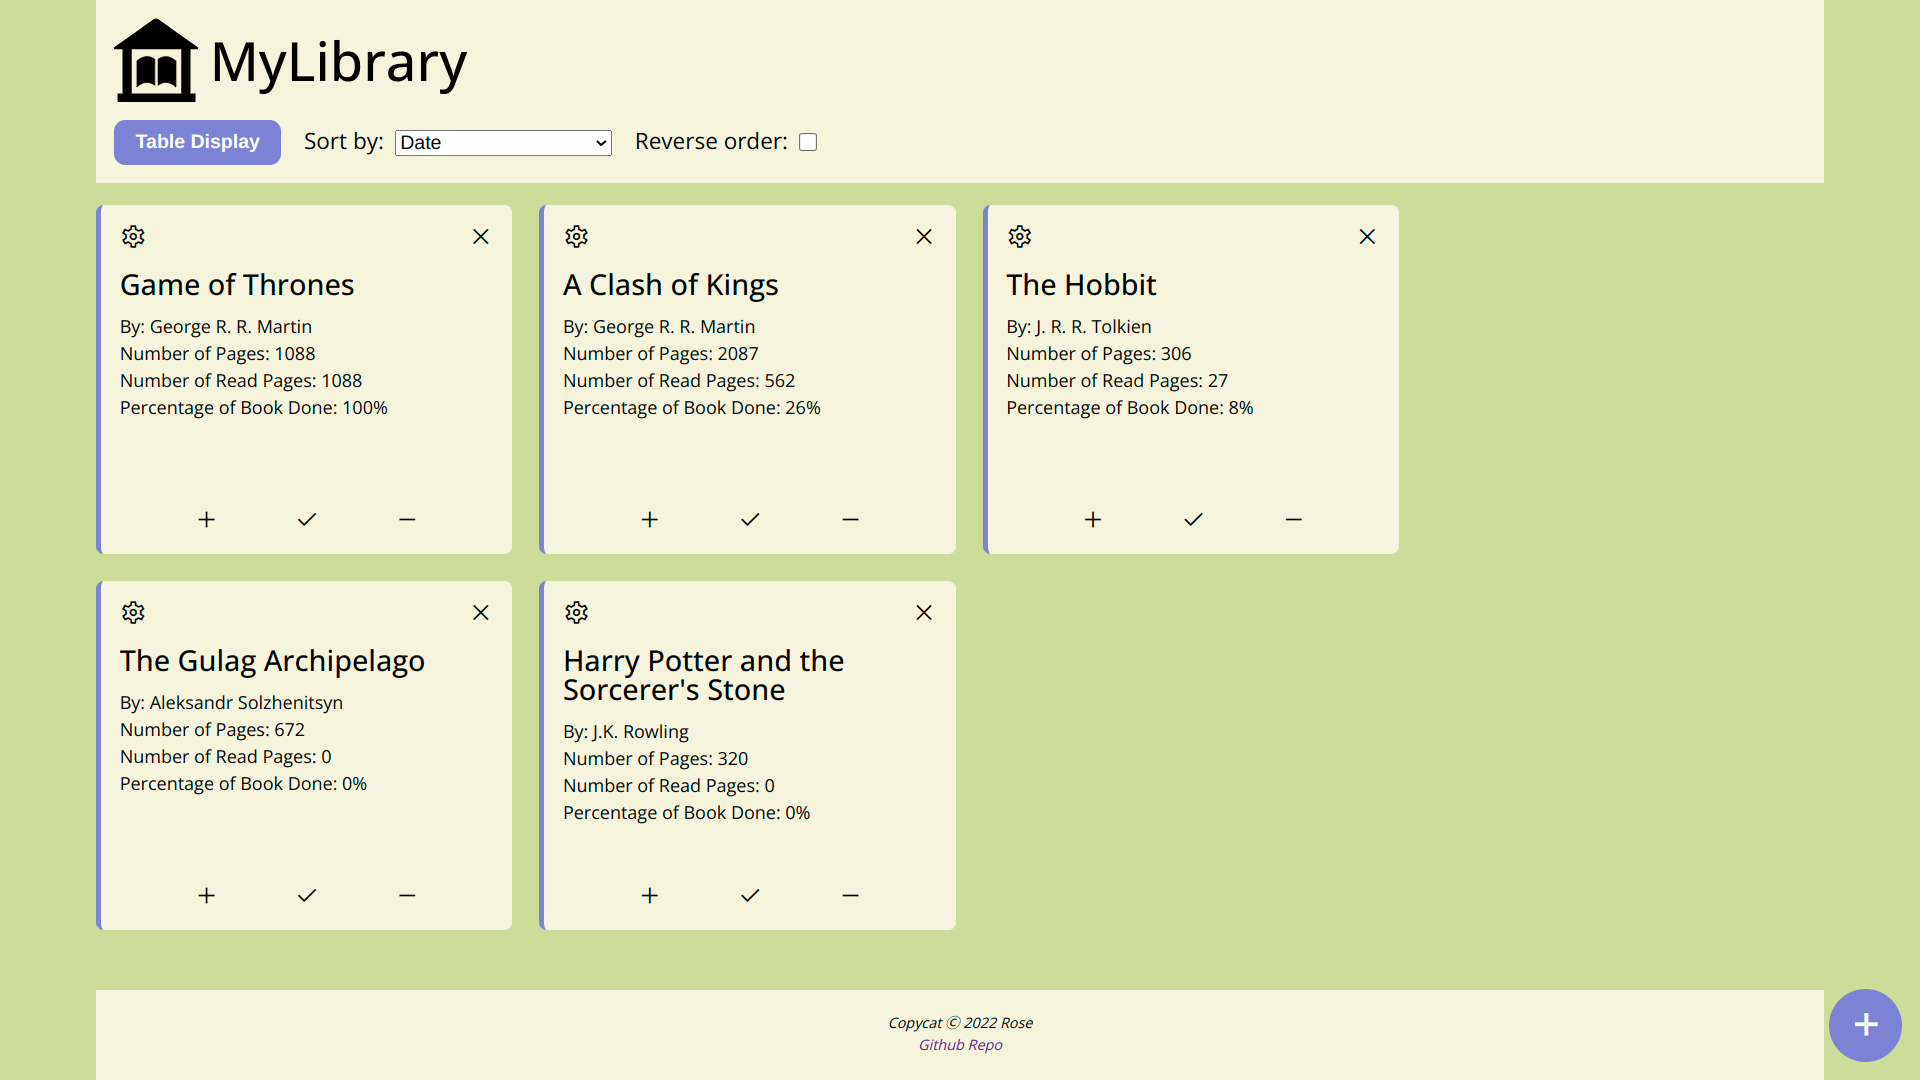 MyLibrary
Table Display Sort by: Date Reverse order:
Game of Thrones
By: George R. R. Martin
Number of Pages: 1088
Number of Read Pages: 1088
Percentage of Book Done: 100%
A Clash of Kings
By: George R. R. Martin
Number of Pages: 2087
Number of Read Pages: 562
Percentage of Book Done: 26%
The Hobbit
By: J. R. R. Tolkien
Number of Pages: 306
Number of Read Pages: 27
Percentage of Book Done: 8%
The Gulag Archipelago
By: Aleksandr Solzhenitsyn
Number of Pages: 672
Number of Read Pages: 0
Percentage of Book Done: 0%
Harry Potter and the
Sorcerer's Stone
By: J.K. Rowling
Number of Pages: 320
Number of Read Pages: 0
Percentage of Book Done: 0%
Copycat Ⓒ 2022 Rose
Github Repo